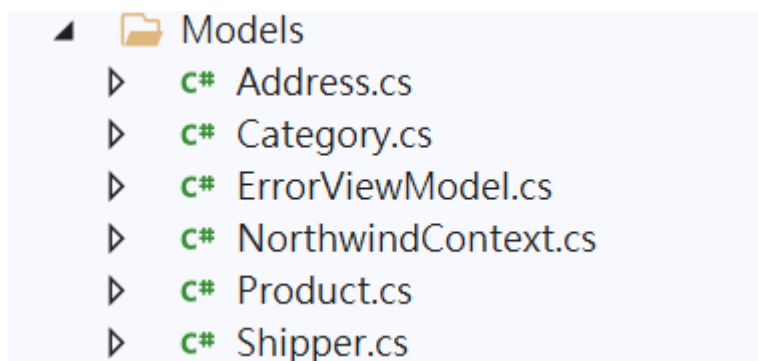 Models
C# Address.cs
C# Category.cs
C# ErrorViewModel.cs
C# NorthwindContext.cs
C# Product.cs
C# Shipper.cs